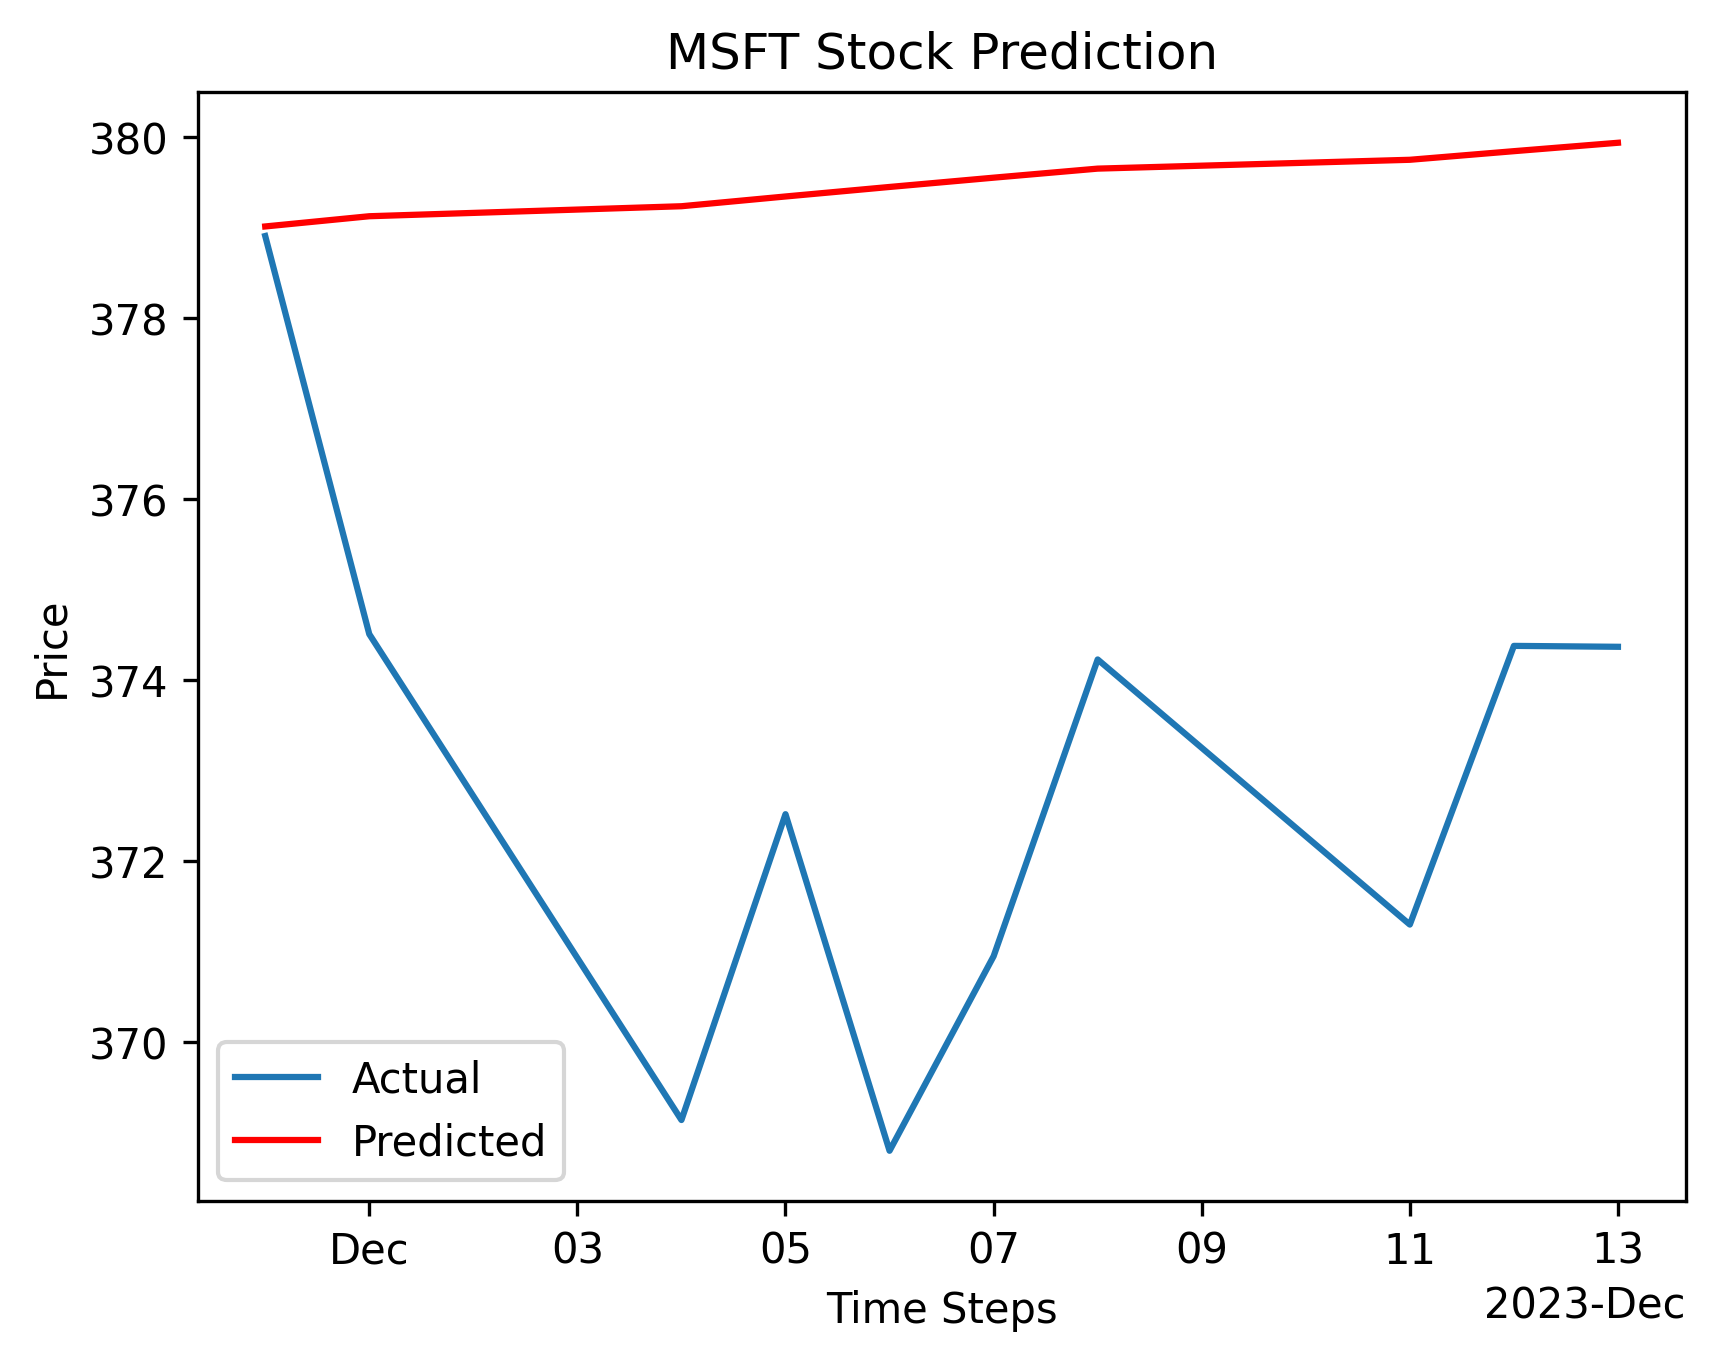 MSFT Stock Prediction
380
378
376
374
372
370
Price
Actual
Predicted
Dec 03 05 07 09 11 13
2023-Dec
Time Steps